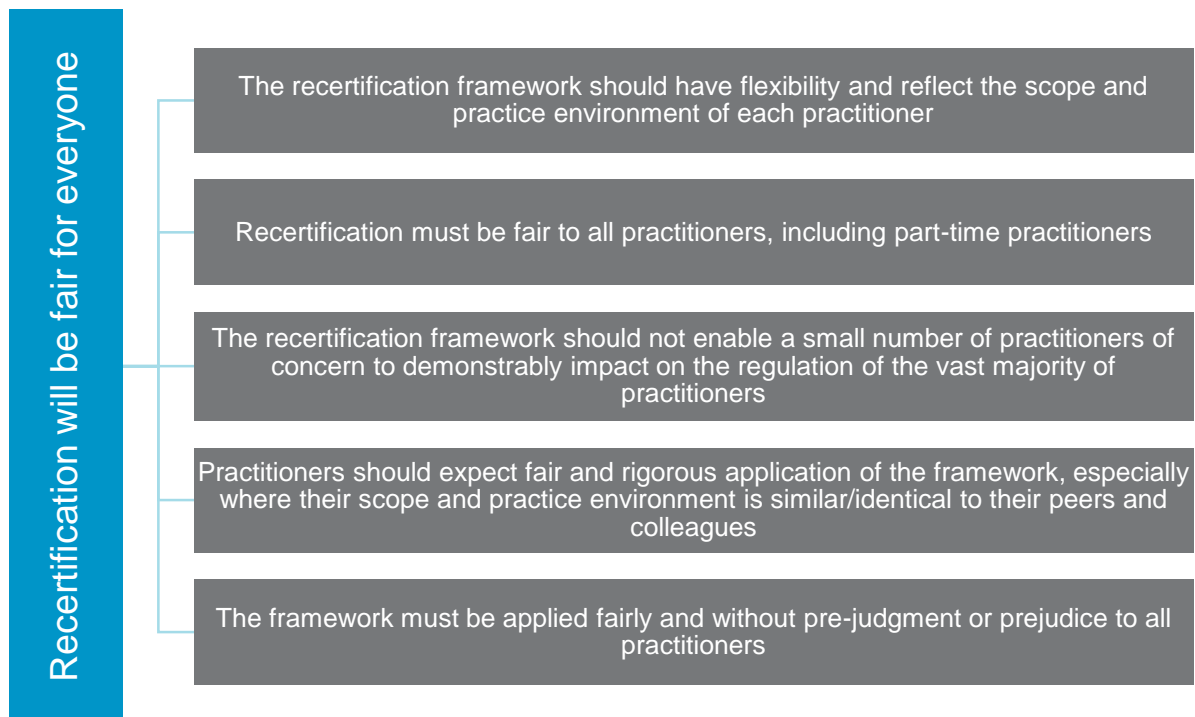 Recertification will be fair for everyone
The recertification framework should have flexibility and reflect the scope and
practice environment of each practitioner
Recertification must be fair to all practitioners, including part-time practitioners
The recertification framework should not enable a small number of practitioners of
concern to demonstrably impact on the regulation of the vast majority of
practitioners
Practitioners should expect fair and rigorous application of the framework, especially
where their scope and practice environment is similar/identical to their peers and
colleagues
The framework must be applied fairly and without pre-judgment or prejudice to all
practitioners